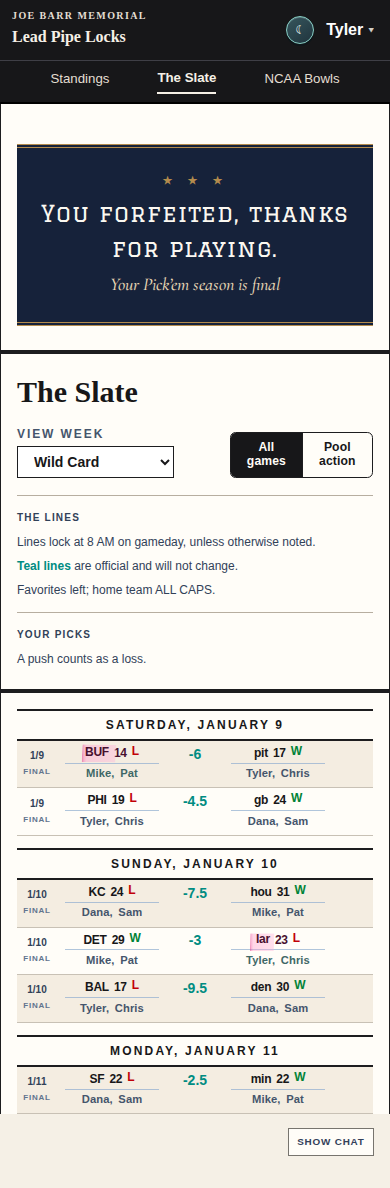 JOE BARR MEMORIAL
Lead Pipe Locks
Tyler
Standings The Slate NCAA Bowls
★ ★ ★
You forfeited, thanks
for playing.
Your Pick'em season is final
The Slate
VIEW WEEK
Wild Card
All games
Pool action
THE LINES
Lines lock at 8 AM on gameday, unless otherwise noted.
Teal lines are official and will not change.
Favorites left; home team ALL CAPS.
YOUR PICKS
A push counts as a loss.
SATURDAY, JANUARY 9
1/9 BUF 14 L -6 pit 17 W
FINAL Mike, Pat Tyler, Chris
1/9 PHI 19 L -4.5 gb 24 W
FINAL Tyler, Chris Dana, Sam
SUNDAY, JANUARY 10
1/10 KC 24 L -7.5 hou 31 W
FINAL Dana, Sam Mike, Pat
1/10 DET 29 W -3 lar 23 L
FINAL Mike, Pat Tyler, Chris
1/10 BAL 17 L -9.5 den 30 W
FINAL Tyler, Chris Dana, Sam
MONDAY, JANUARY 11
1/11 SF 22 L -2.5 min 22 W
FINAL Dana, Sam Mike, Pat
SHOW CHAT